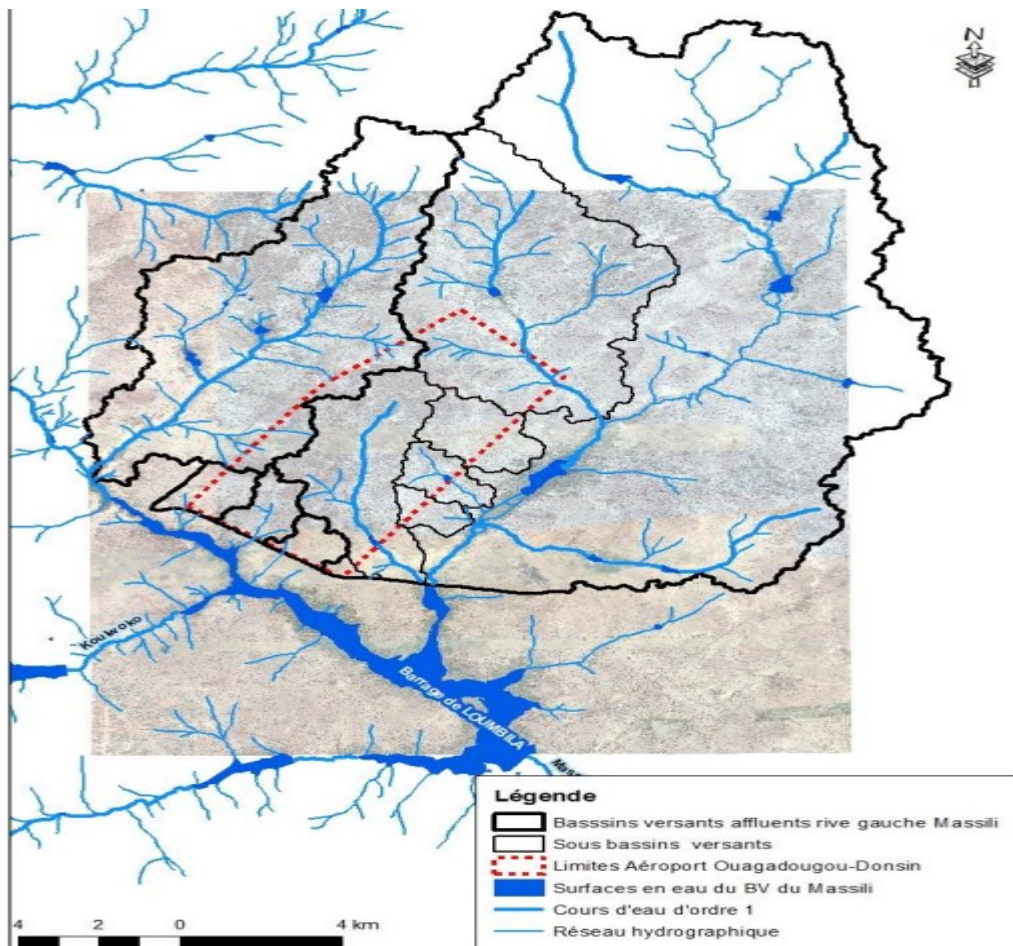 N
Koulwoko
Barrage de LOUMBILA
Légende
Basssins versants affluents rive gauche Massili
Sous bassins versants
Limites Aéroport Ouagadougou-Donsin
Surfaces en eau du BV du Massili
Cours d'eau d'ordre 1
Réseau hydrographique
4 2 0 4 km